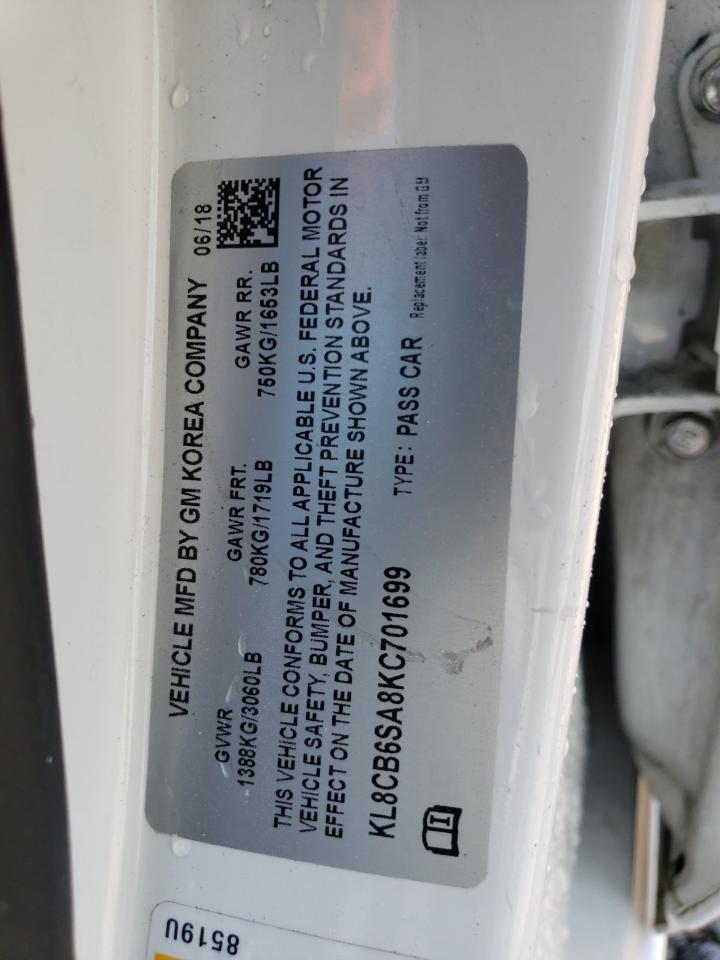 VEHICLE MFD BY GM KOREA COMPANY 06/18
GVWR GAWR FRT. GAWR RR.
1388KG/3060LB 780KG/1719LB 750KG/1653LB
THIS VEHICLE CONFORMS TO ALL APPLICABLE U.S. FEDERAL MOTOR
VEHICLE SAFETY, BUMPER, AND THEFT PREVENTION STANDARDS IN
EFFECT ON THE DATE OF MANUFACTURE SHOWN ABOVE.
KL8CB6SA8KC701699 TYPE: PASS CAR Replacement label: Not from GM
8519U